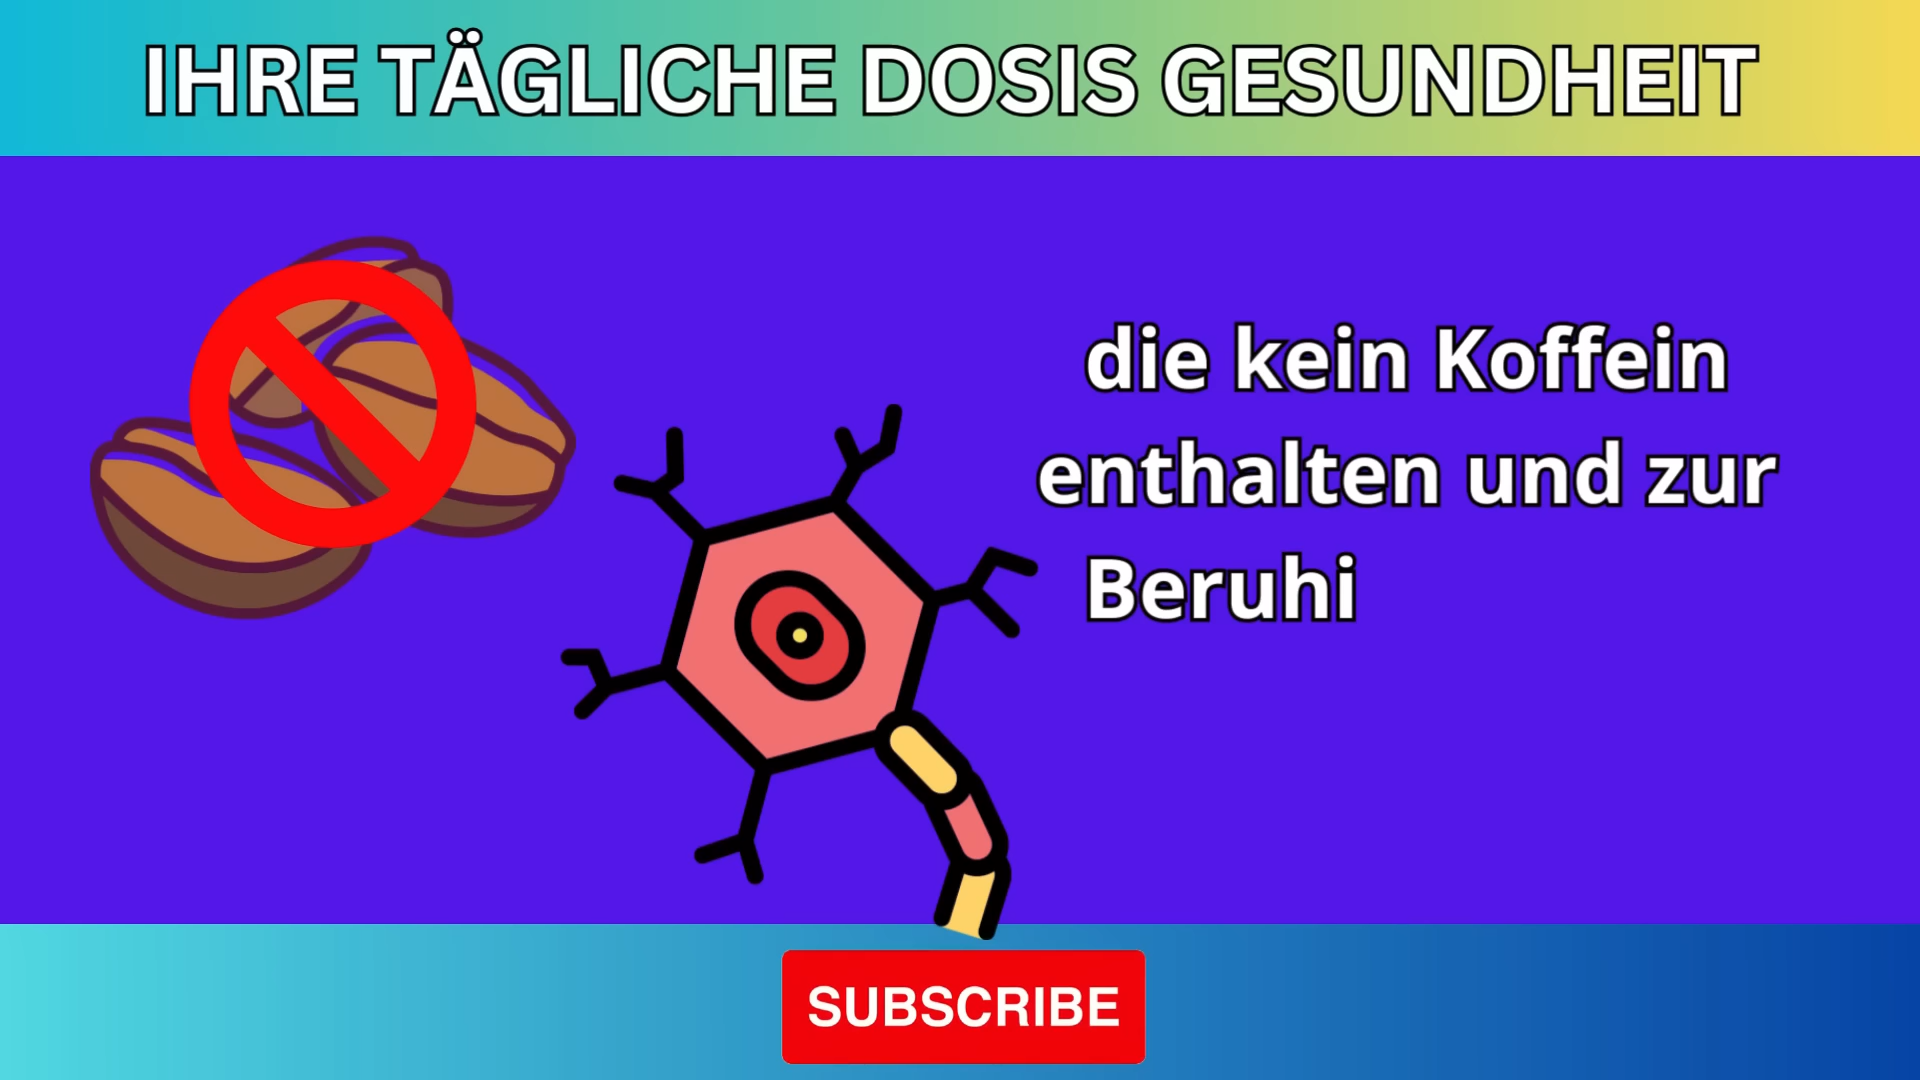 IHRE TÄGLICHE DOSIS GESUNDHEIT
die kein Koffein
enthalten und zur
Beruhi
SUBSCRIBE